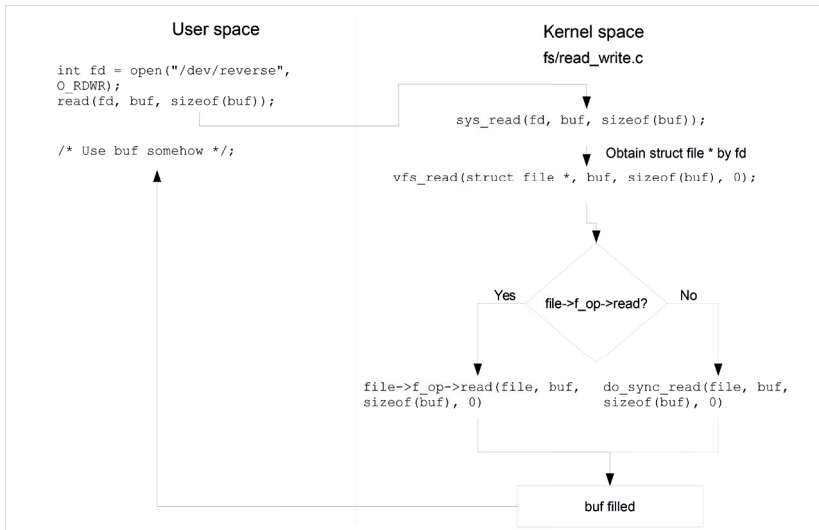 User space
int fd = open("/dev/reverse",
O_RDWR);
read(fd, buf, sizeof(buf));
/* Use buf somehow */;
Kernel space
fs/read_write.c
sys_read(fd, buf, sizeof(buf));
Obtain struct file * by fd
vfs_read(struct file *, buf, sizeof(buf), 0);
Yes
file->f_op->read?
No
file->f_op->read(file, buf,
sizeof(buf), 0)
do_sync_read(file, buf,
sizeof(buf), 0)
buf filled